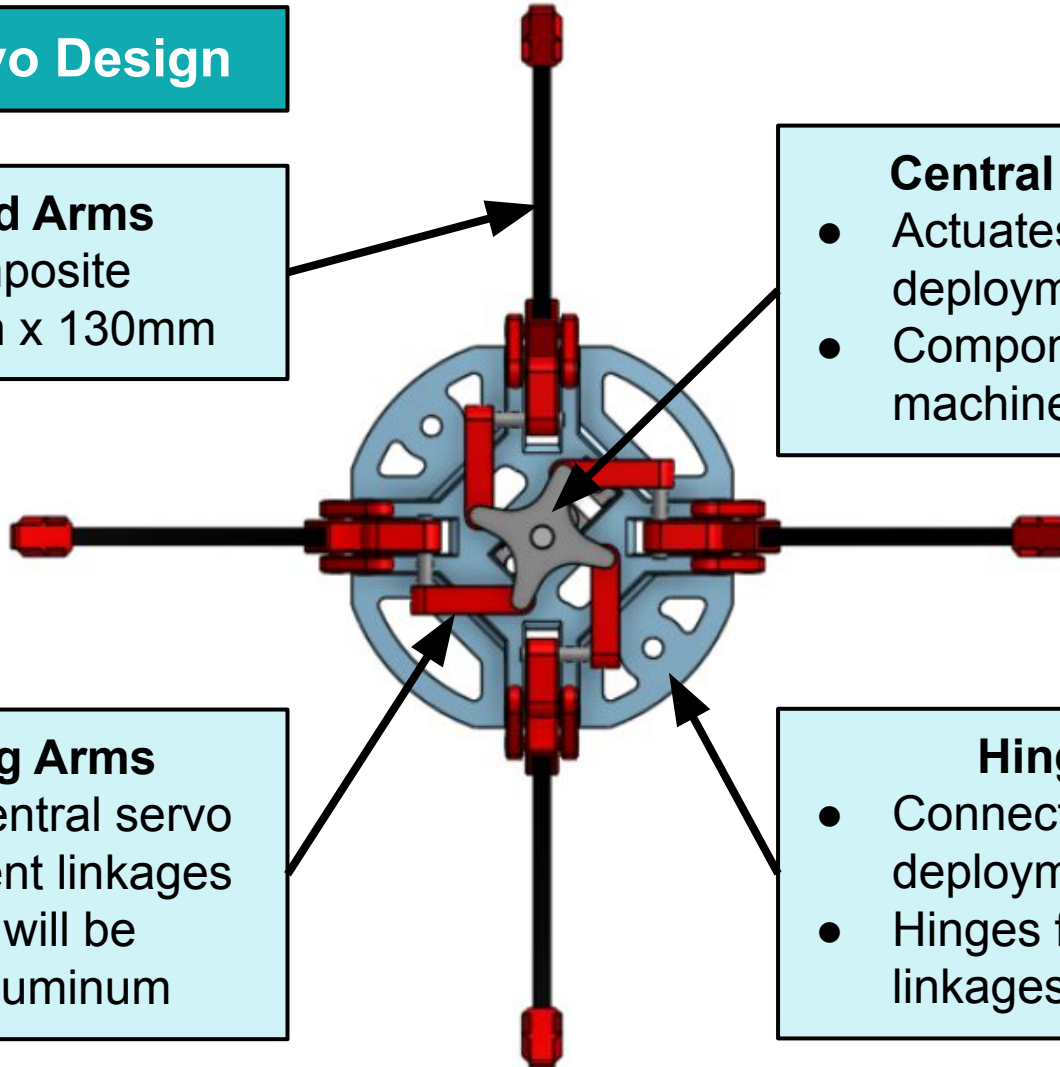 vo Design
d Arms
posite
x 130mm
Central
● Actuates
deploym
● Compor
machine
g Arms
entral servo
ent linkages
will be
uminum
Hing
● Connect
deploym
● Hinges f
linkages